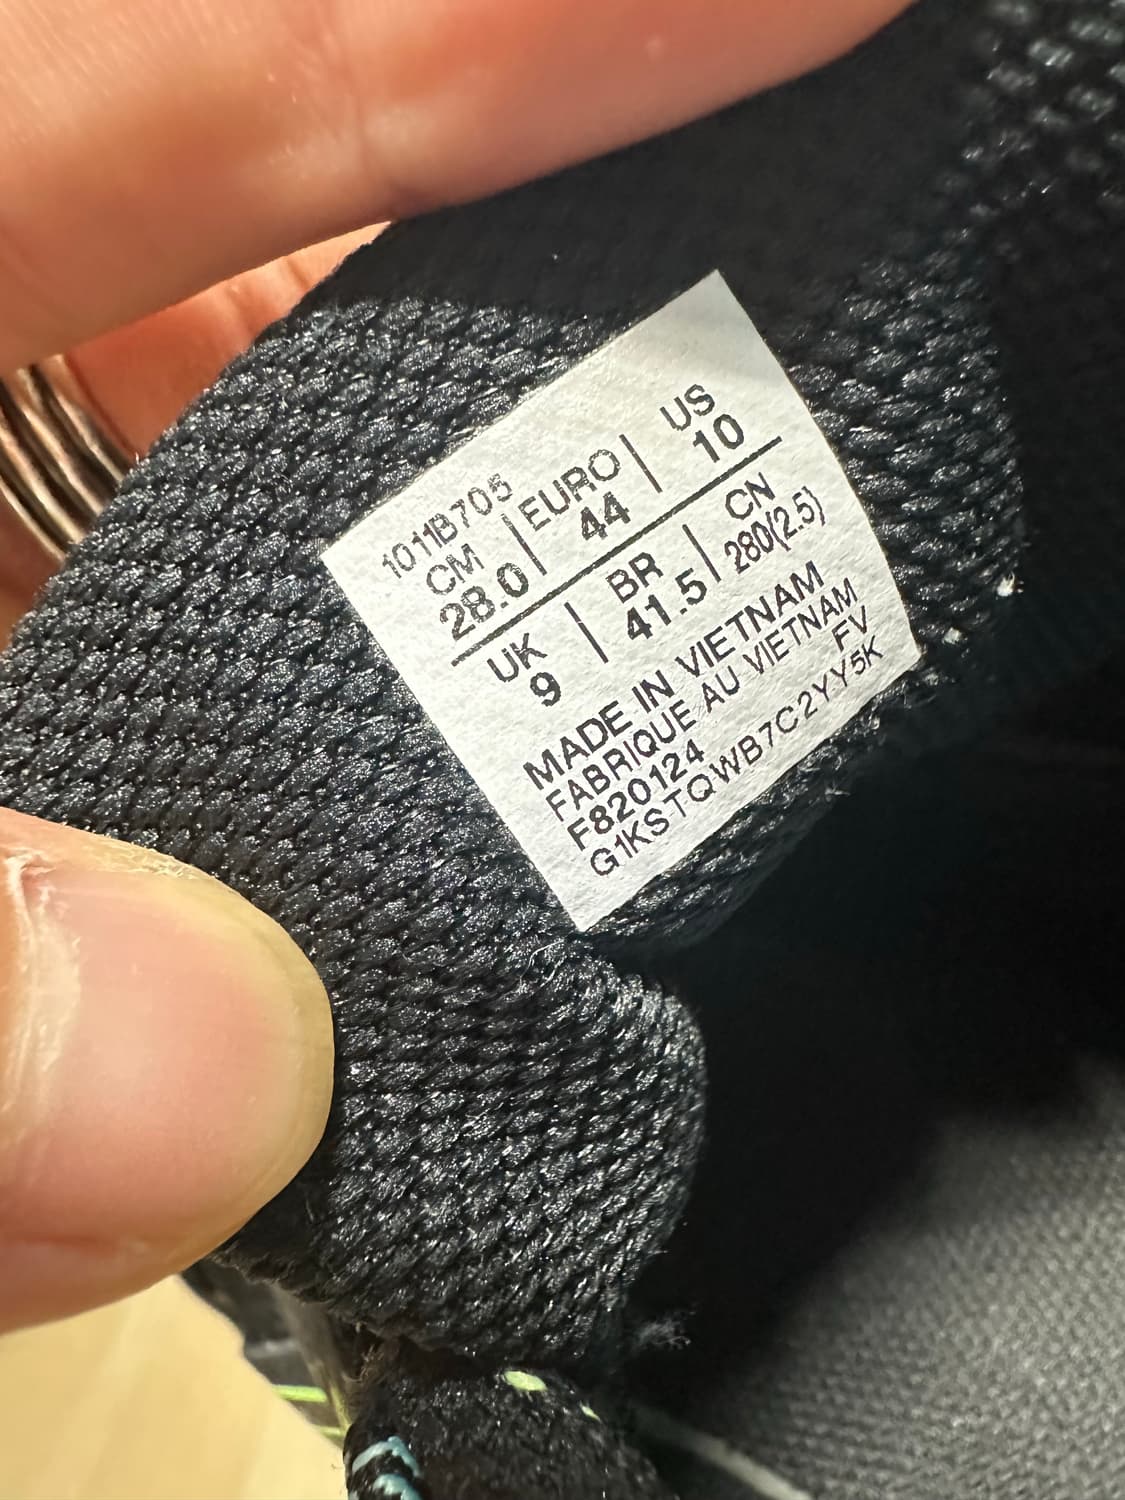 1011B705
CM | EURO | US
28.0 44 10
UK | BR | CN
9 41.5 280(2.5)
MADE IN VIETNAM
FABRIQUE AU VIETNAM
F820124 FV
G1KSTQWB7C2YY5K